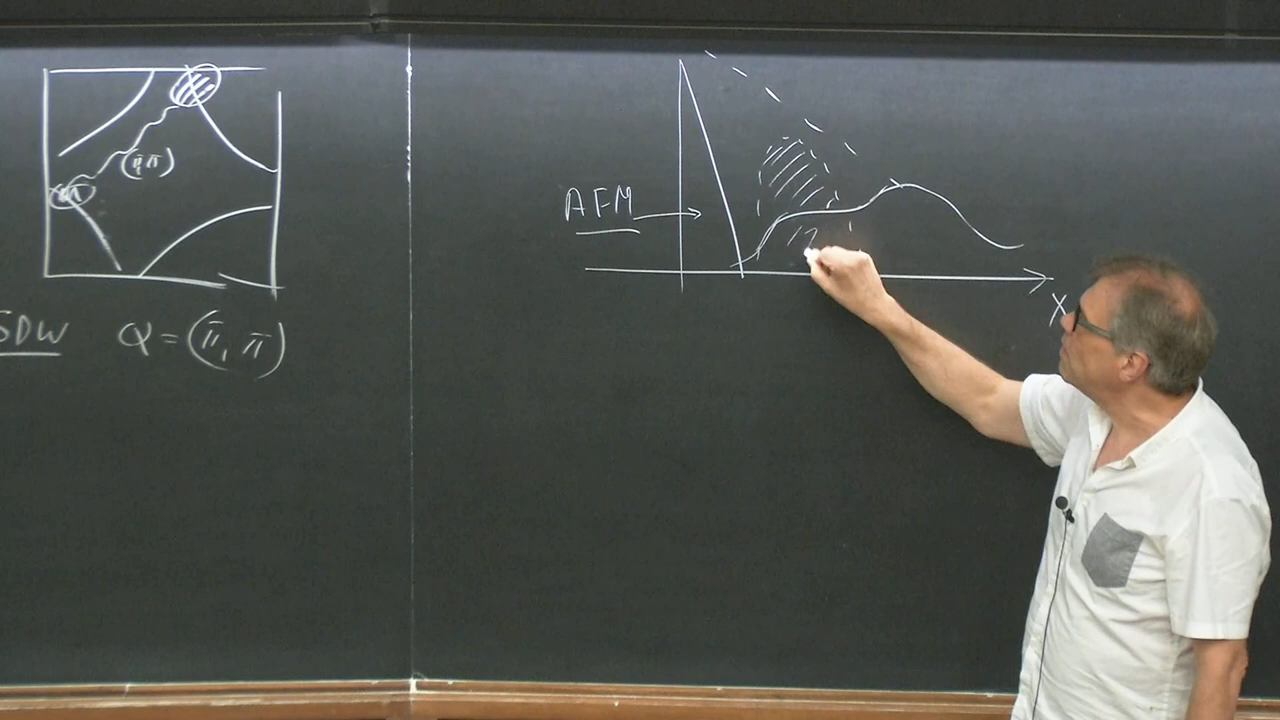 (π,π)
SDW Q = (π, π)
AFM
X